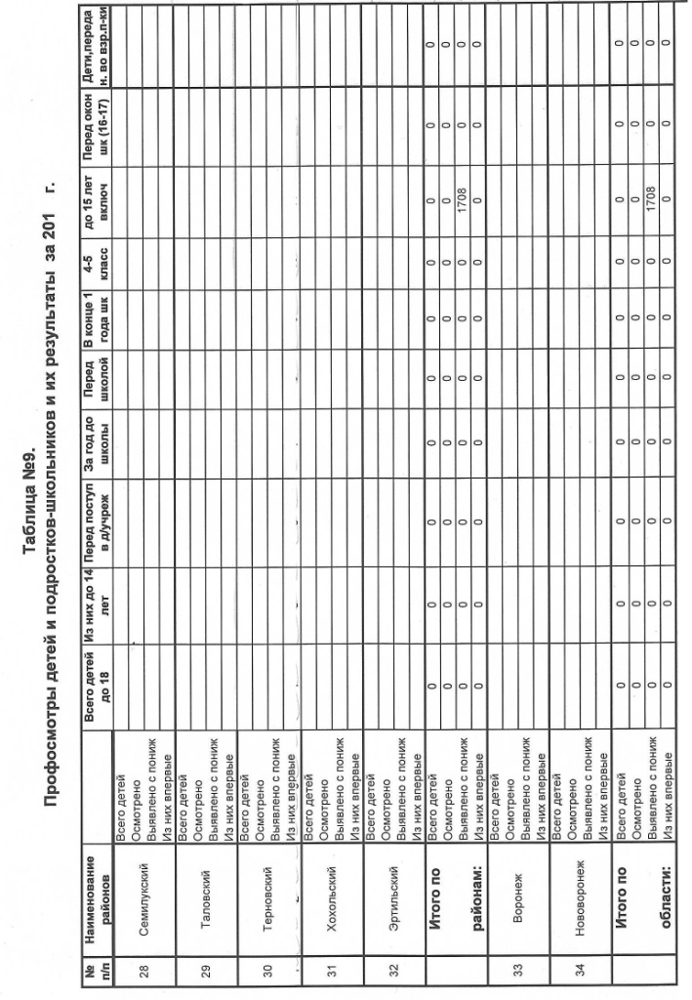 Таблица №9.
Профосмотры детей и подростков-школьников и их результаты за 201 г.
№ п/п Наименование районов Всего детей до 18 Из них до 14 лет Перед поступ в д/учреж За год до школы Перед школой В конце 1 года шк 4-5 класс до 15 лет включ Перед окон шк (16-17) Дети,переда н. во взр.п-ки
28 Семилукский Всего детей
Осмотрено
Выявлено с пониж
Из них впервые
29 Таловский Всего детей
Осмотрено
Выявлено с пониж
Из них впервые
30 Терновский Всего детей
Осмотрено
Выявлено с пониж
Из них впервые
31 Хохольский Всего детей
Осмотрено
Выявлено с пониж
Из них впервые
32 Эртильский Всего детей
Осмотрено
Выявлено с пониж
Из них впервые
Итого по Всего детей 0 0 0 0 0 0 0 0 0 0
Осмотрено 0 0 0 0 0 0 0 0 0 0
Выявлено с пониж 0 0 0 0 0 0 0 1708 0 0
районам: Из них впервые 0 0 0 0 0 0 0 0 0 0
33 Воронеж Всего детей
Осмотрено
Выявлено с пониж
Из них впервые
34 Нововоронеж Всего детей
Осмотрено
Выявлено с пониж
Из них впервые
Итого по Всего детей 0 0 0 0 0 0 0 0 0 0
Осмотрено 0 0 0 0 0 0 0 0 0 0
Выявлено с пониж 0 0 0 0 0 0 0 1708 0 0
области: Из них впервые 0 0 0 0 0 0 0 0 0 0